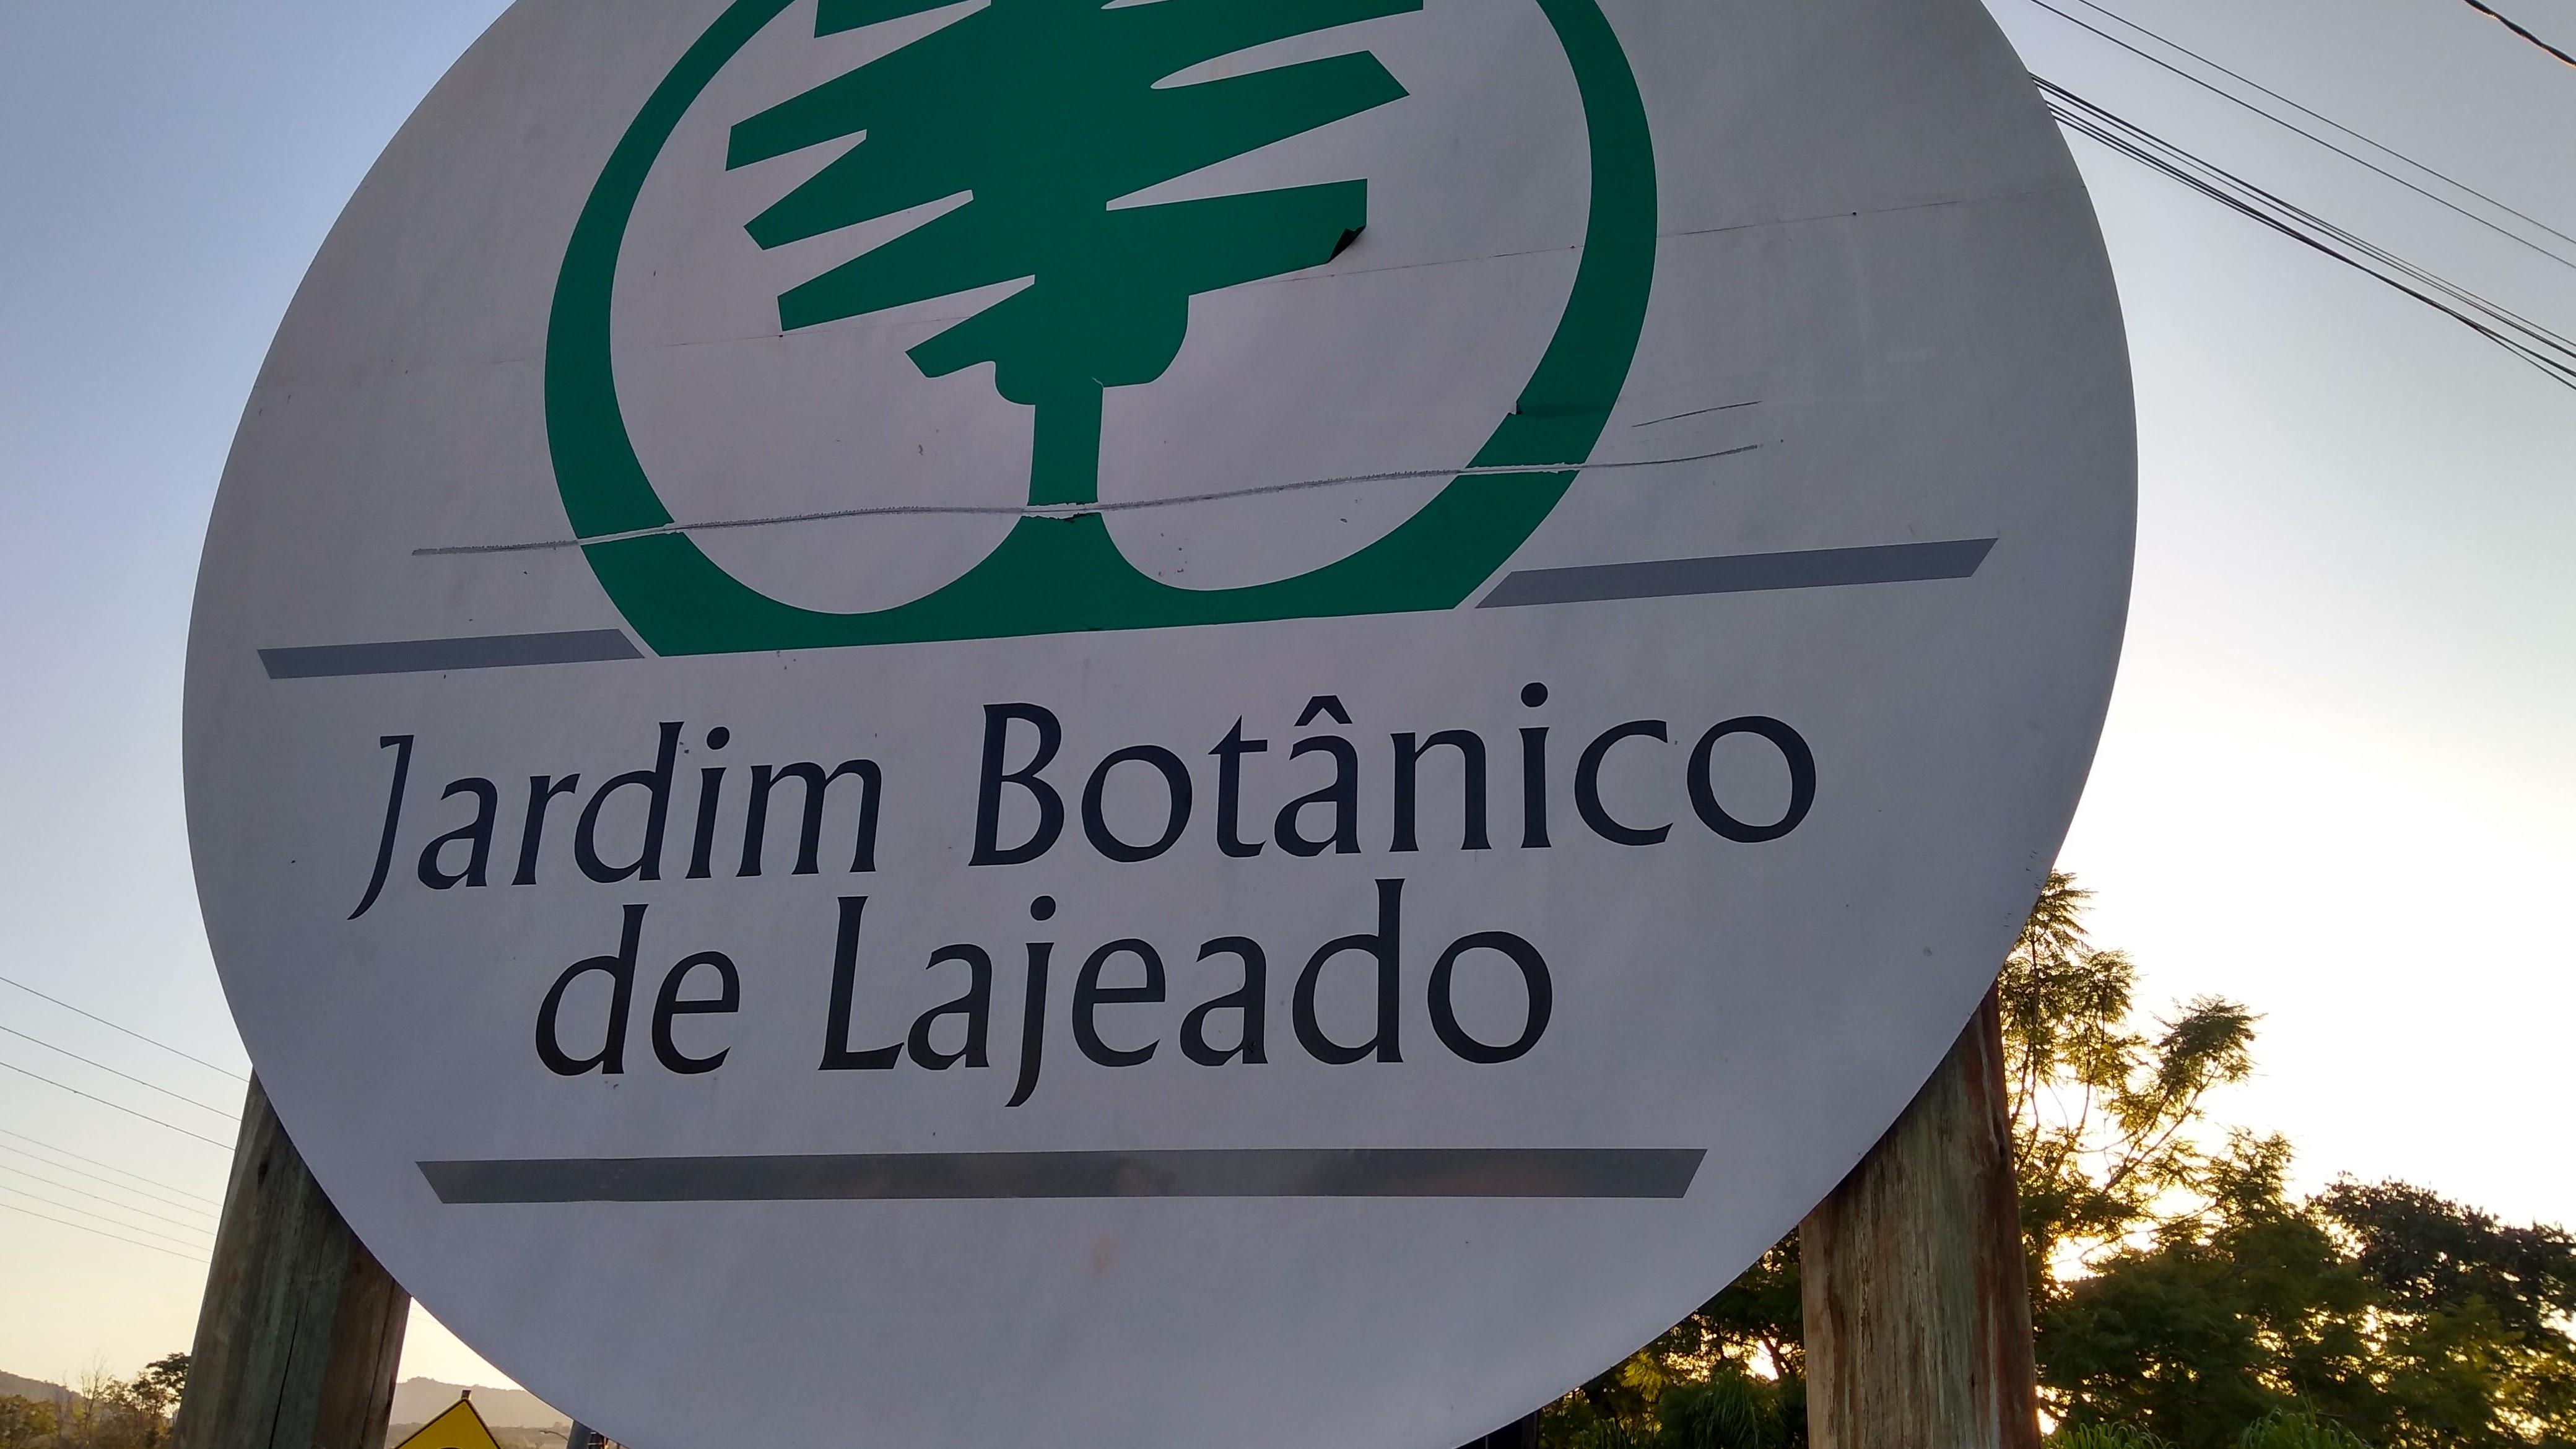 Jardim Botânico
de Lajeado